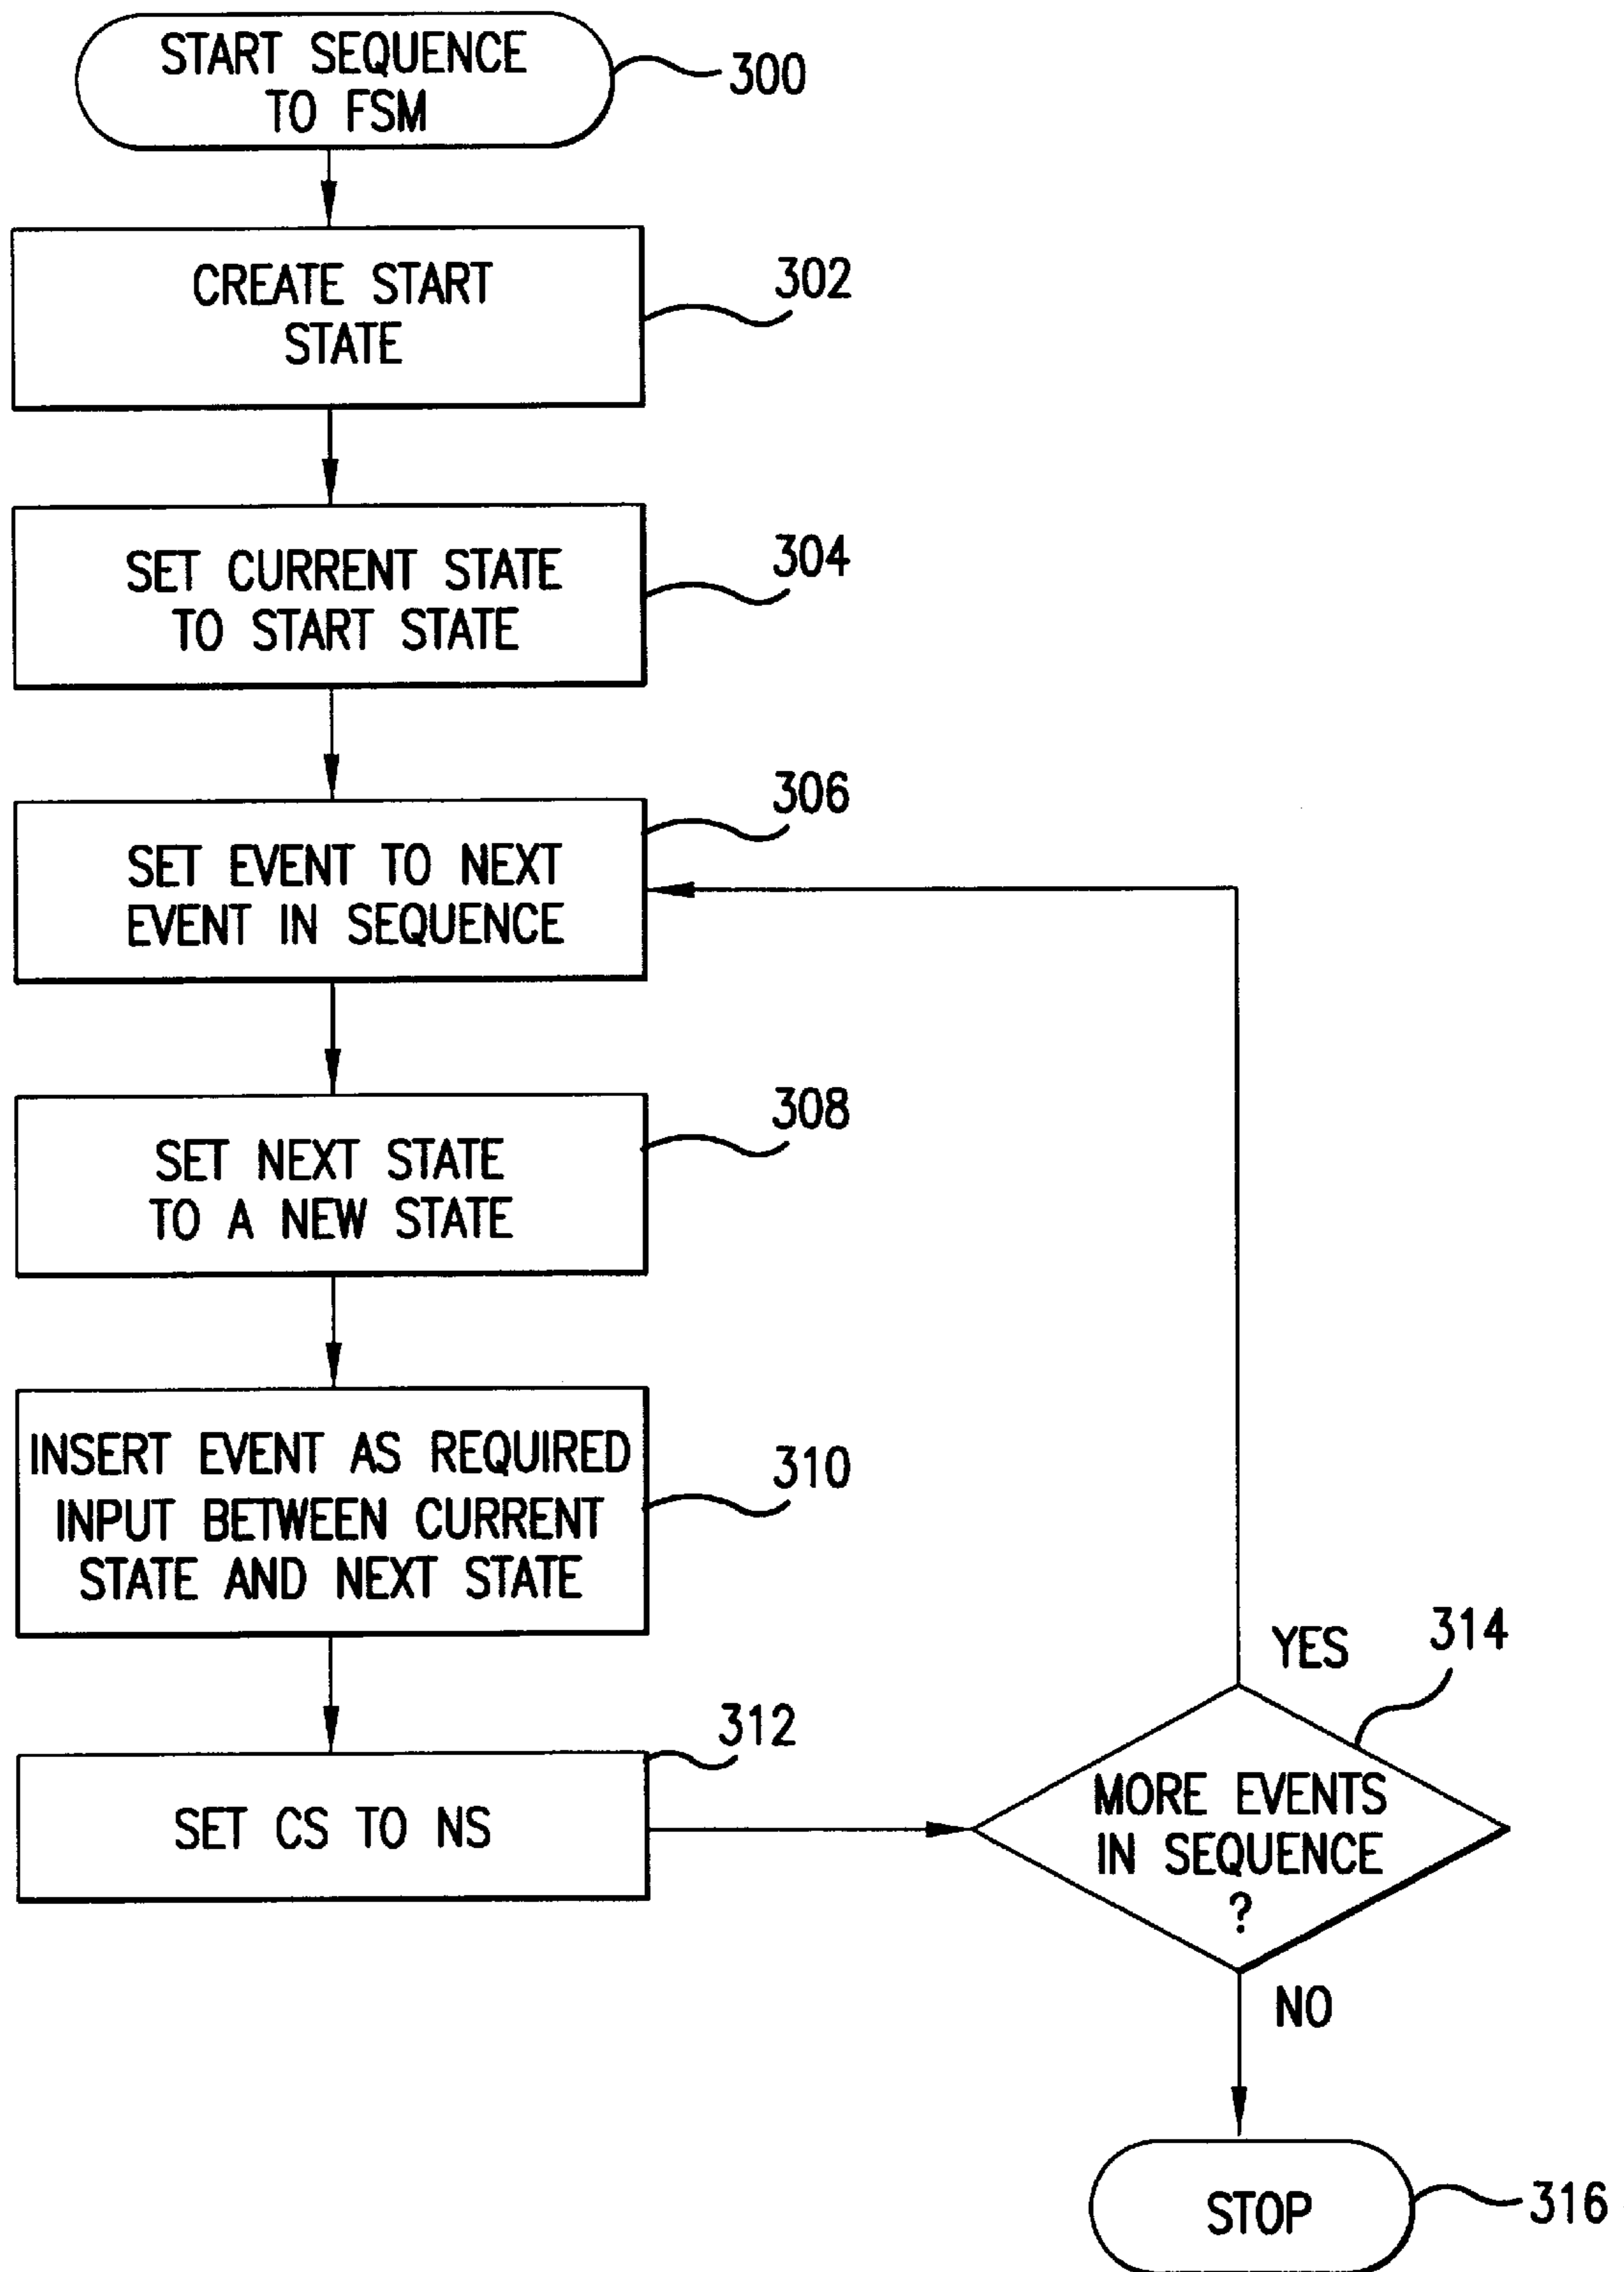 START SEQUENCE
TO FSM
300
CREATE START
STATE
302
SET CURRENT STATE
TO START STATE
304
SET EVENT TO NEXT
EVENT IN SEQUENCE
306
SET NEXT STATE
TO A NEW STATE
308
INSERT EVENT AS REQUIRED
INPUT BETWEEN CURRENT
STATE AND NEXT STATE
310
SET CS TO NS
312
YES
314
MORE EVENTS
IN SEQUENCE
?
NO
STOP
316